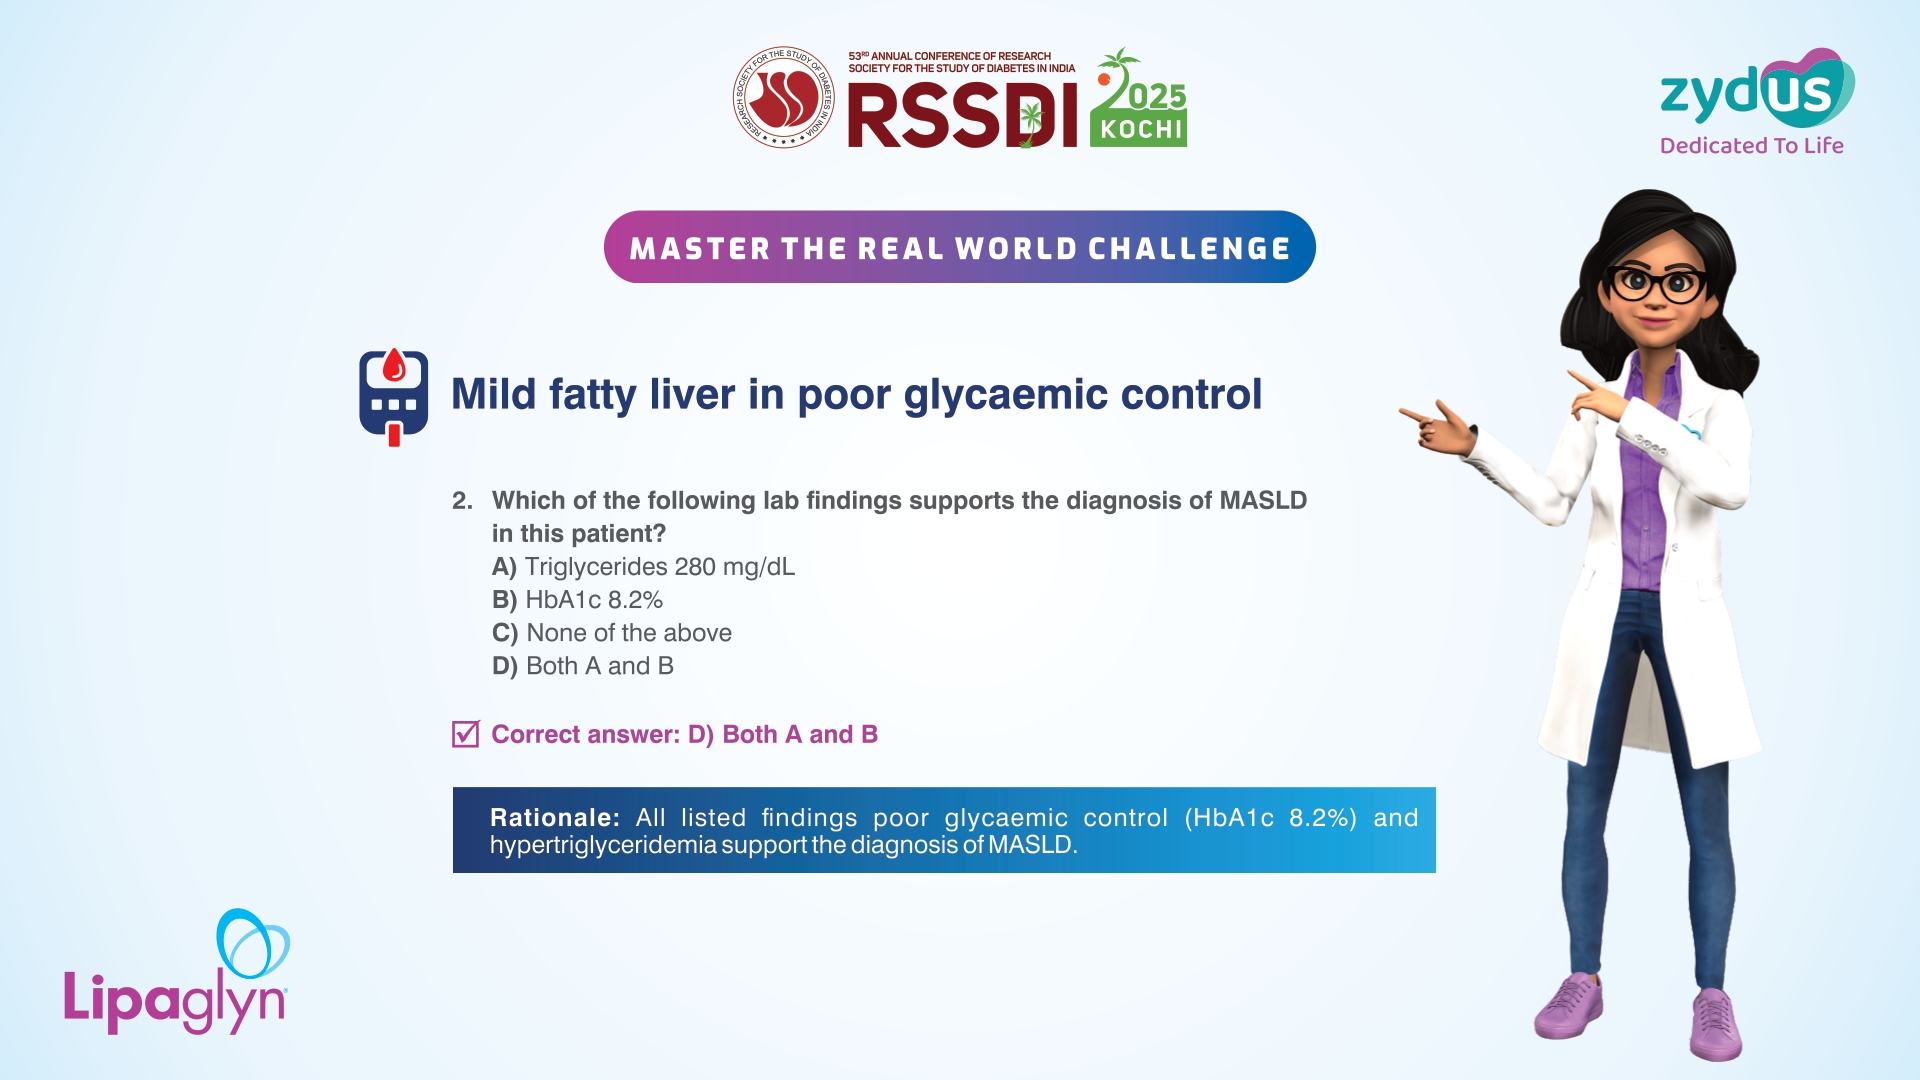 RESEARCH SOCIETY FOR THE STUDY OF DIABETES IN INDIA
53RD ANNUAL CONFERENCE OF RESEARCH
SOCIETY FOR THE STUDY OF DIABETES IN INDIA
RSSDI
2025
KOCHI
zydus
Dedicated To Life
MASTER THE REAL WORLD CHALLENGE
Mild fatty liver in poor glycaemic control
2. Which of the following lab findings supports the diagnosis of MASLD
in this patient?
A) Triglycerides 280 mg/dL
B) HbA1c 8.2%
C) None of the above
D) Both A and B
Correct answer: D) Both A and B
Rationale: All listed findings poor glycaemic control (HbA1c 8.2%) and
hypertriglyceridemia support the diagnosis of MASLD.
Lipaglyn